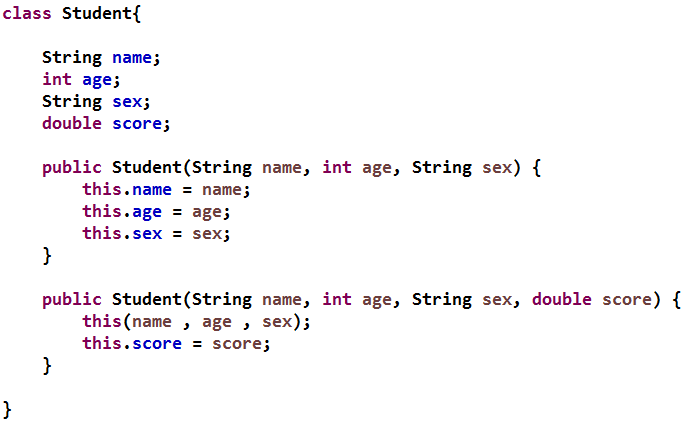 class Student{
String name;
int age;
String sex;
double score;
public Student(String name, int age, String sex) {
this.name = name;
this.age = age;
this.sex = sex;
}
public Student(String name, int age, String sex, double score) {
this(name , age , sex);
this.score = score;
}
}